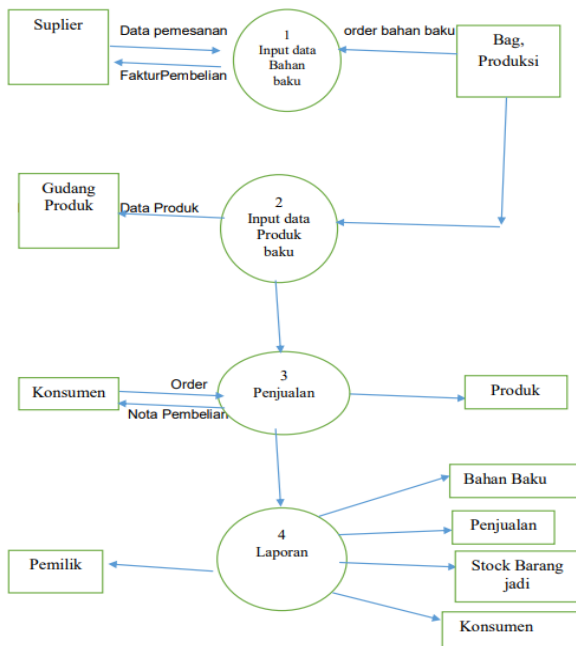 Suplier
Data pemesanan
FakturPembelian
1
Input data
Bahan
baku
order bahan baku
Bag,
Produksi
Gudang
Produk
Data Produk
2
Input data
Produk
baku
Konsumen
Order
Nota Pembelian
3
Penjualan
Produk
4
Laporan
Pemilik
Bahan Baku
Penjualan
Stock Barang
jadi
Konsumen